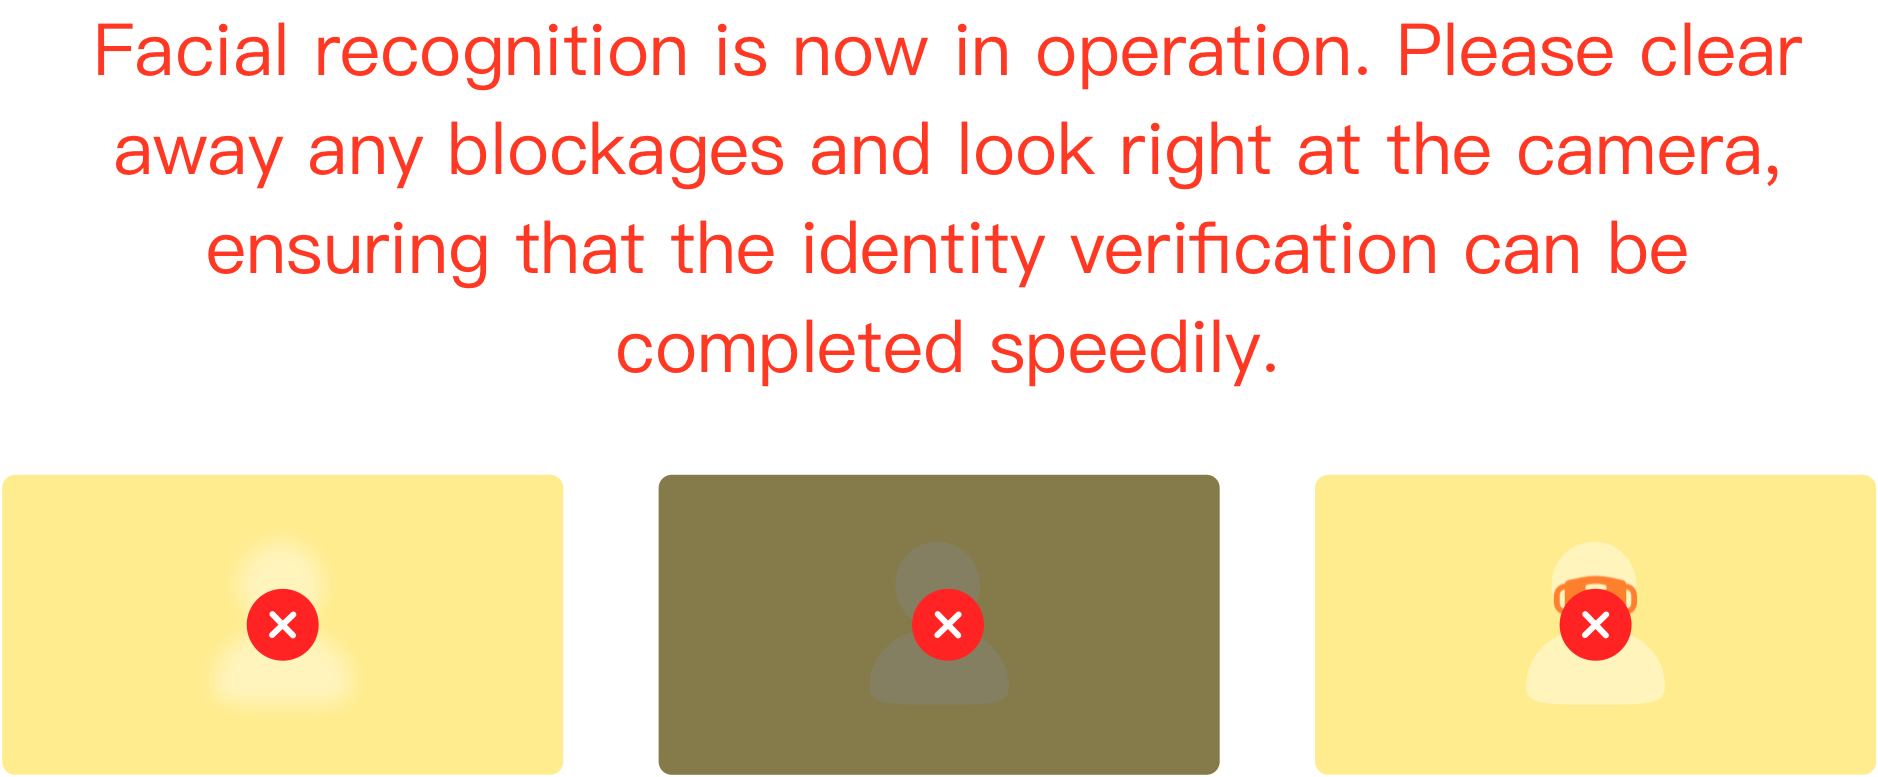 Facial recognition is now in operation. Please clear
away any blockages and look right at the camera,
ensuring that the identity verification can be
completed speedily.